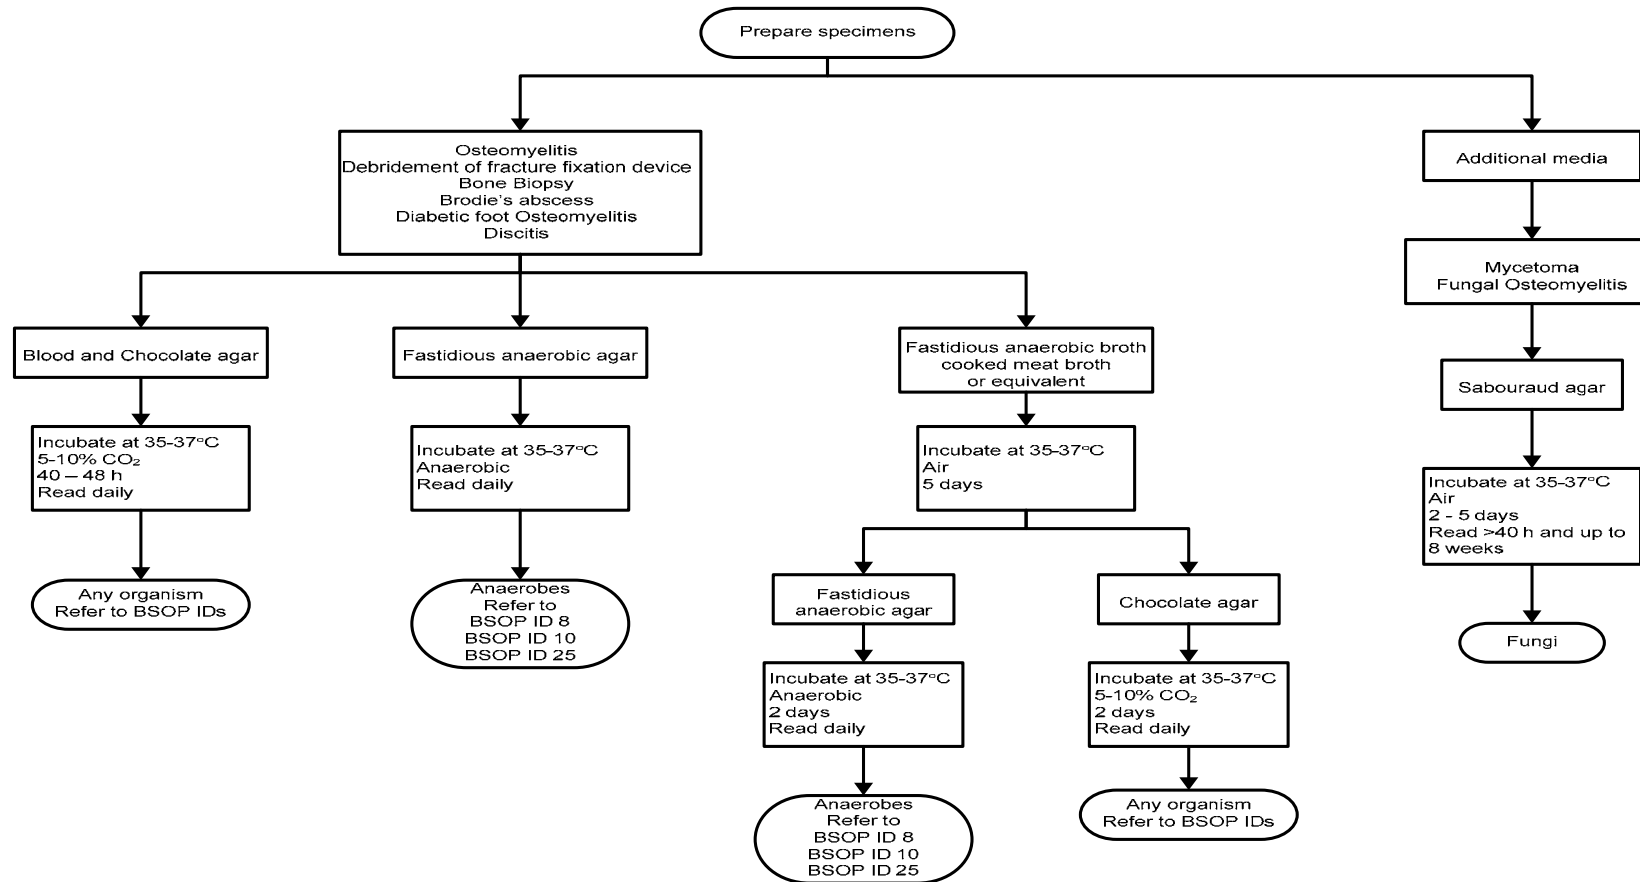 Prepare specimens
Osteomyelitis
Debridement of fracture fixation device
Bone Biopsy
Brodie's abscess
Diabetic foot Osteomyelitis
Discitis
Additional media
Mycetoma
Fungal Osteomyelitis
Blood and Chocolate agar
Fastidious anaerobic agar
Fastidious anaerobic broth
cooked meat broth
or equivalent
Sabouraud agar
Incubate at 35-37°C
5-10% CO₂
40 – 48 h
Read daily
Incubate at 35-37°C
Anaerobic
Read daily
Incubate at 35-37°C
Air
5 days
Incubate at 35-37°C
Air
2 - 5 days
Read >40 h and up to
8 weeks
Any organism
Refer to BSOP IDs
Anaerobes
Refer to
BSOP ID 8
BSOP ID 10
BSOP ID 25
Fastidious
anaerobic agar
Chocolate agar
Fungi
Incubate at 35-37°C
Anaerobic
2 days
Read daily
Incubate at 35-37°C
5-10% CO₂
2 days
Read daily
Anaerobes
Refer to
BSOP ID 8
BSOP ID 10
BSOP ID 25
Any organism
Refer to BSOP IDs